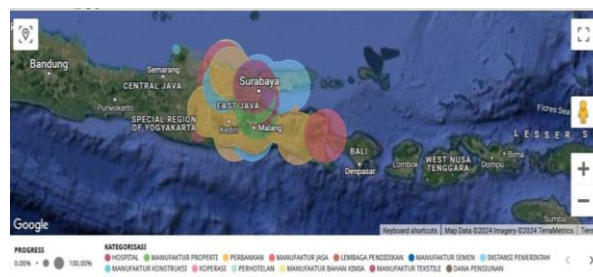 Bandung
Semarang
CENTRAL JAVA
Purwokerto
SPECIAL REGION
OF YOGYAKARTA
Surabaya
EAST JAVA
Kediri
Malang
BALI
Denpasar
Lombok
WEST NUSA
TENGGARA
Dompu
Bima
Flores Sea
LESSER S
Sumba
Google
Keyboard shortcuts
Map Data ©2024 Imagery ©2024 TerraMetrics
Term
PROGRESS
0.00%
100.00%
KATEGORISASI
HOSPITAL
MANUFAKTUR PROPERTI
PERBANKAN
MANUFAKTUR JASA
LEMBAGA PENDIDIKAN
MANUFAKTUR SEMEN
INSTANSI PEMERINTAH
MANUFAKTUR KONSTRUKSI
KOPERASI
PERHOTELAN
MANUFAKTUR BAHAN KIMIA
MANUFAKTUR TEKSTILE
DANA PENSIUNAN